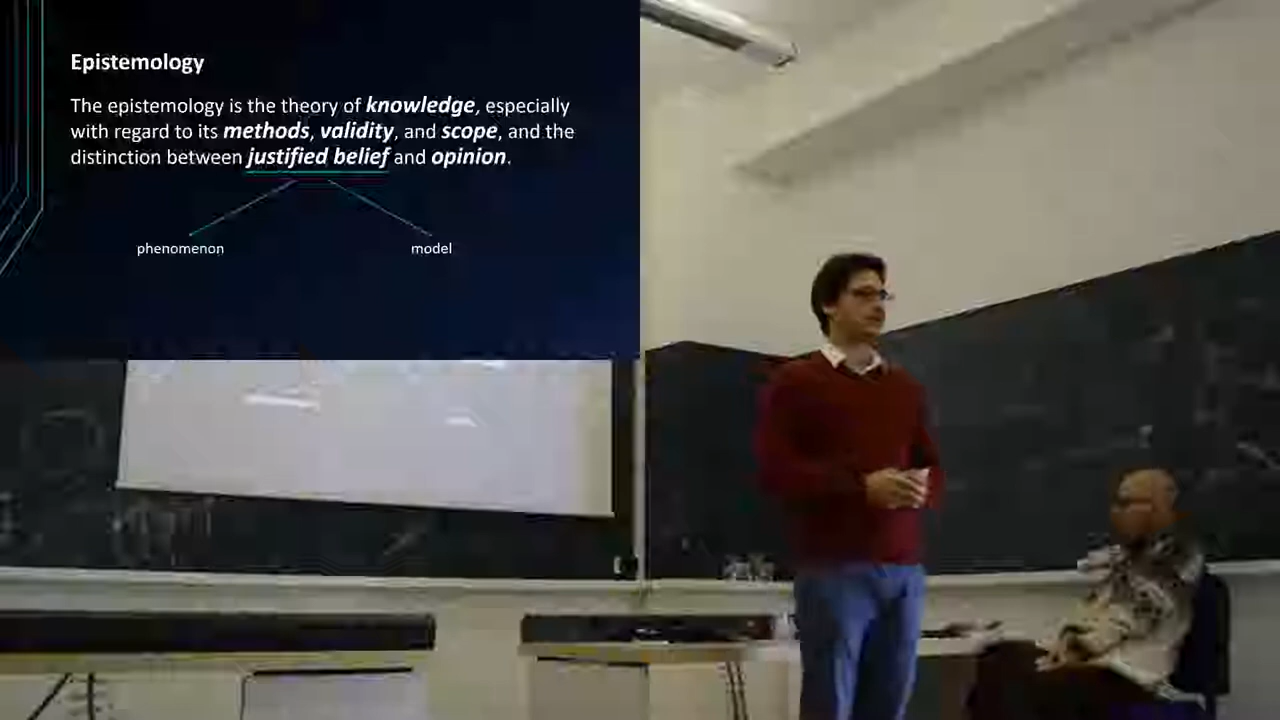 Epistemology
The epistemology is the theory of knowledge, especially
with regard to its methods, validity, and scope, and the
distinction between justified belief and opinion.
phenomenon model